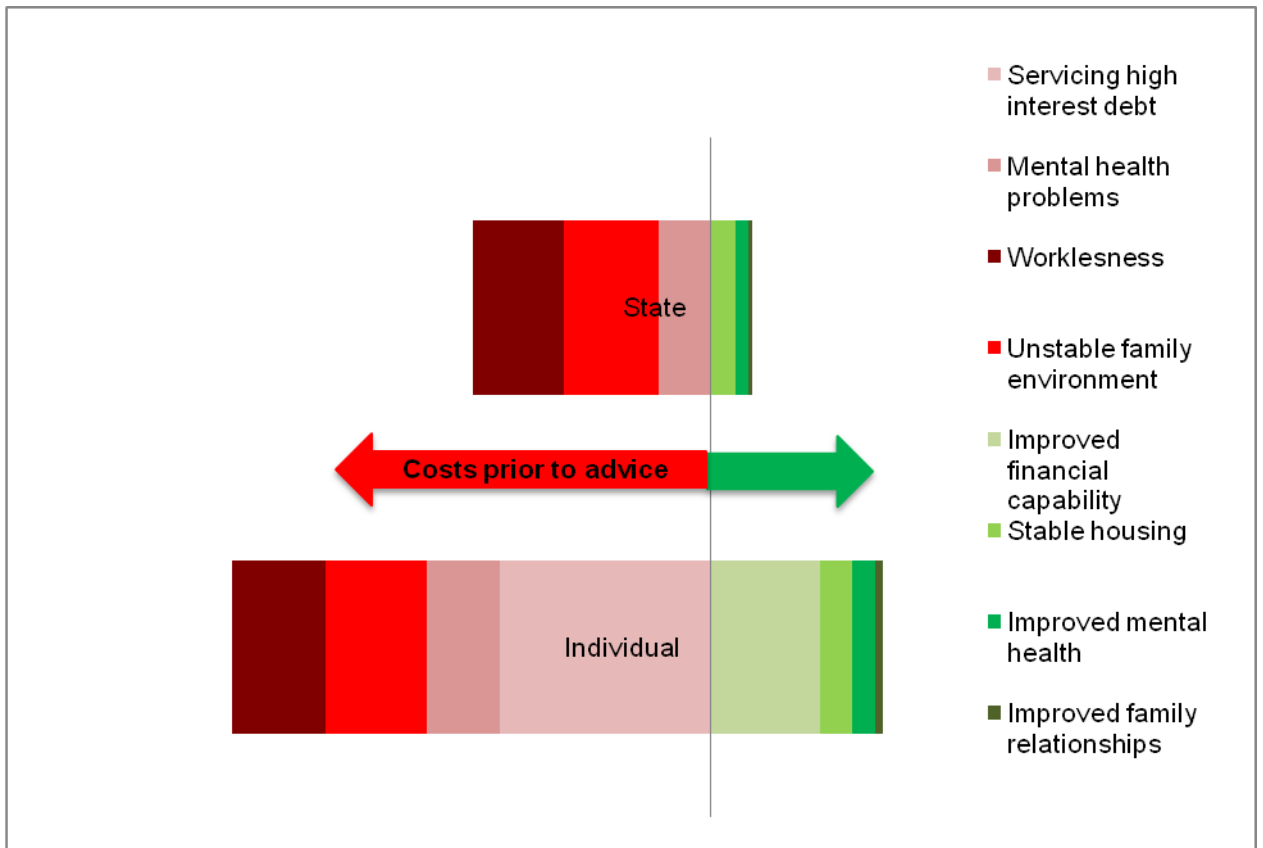 Servicing high
interest debt
Mental health
problems
Worklesness
State
Unstable family
environment
Costs prior to advice
Improved
financial
capability
Stable housing
Individual
Improved mental
health
Improved family
relationships